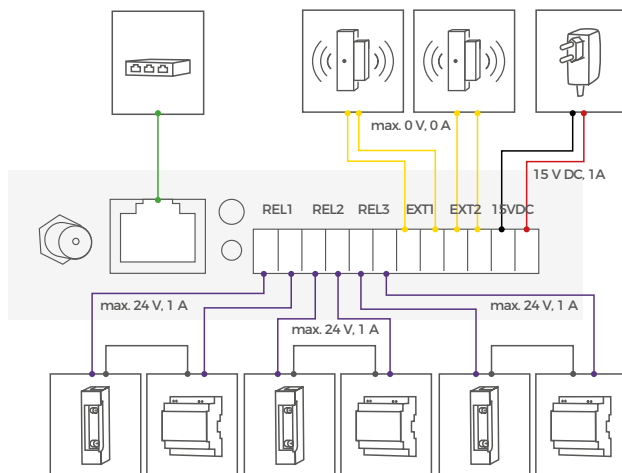 max. 0 V, 0 A
15 V DC, 1A
REL1 REL2 REL3 EXT1 EXT2 15VDC
max. 24 V, 1 A
max. 24 V, 1 A
max. 24 V, 1 A